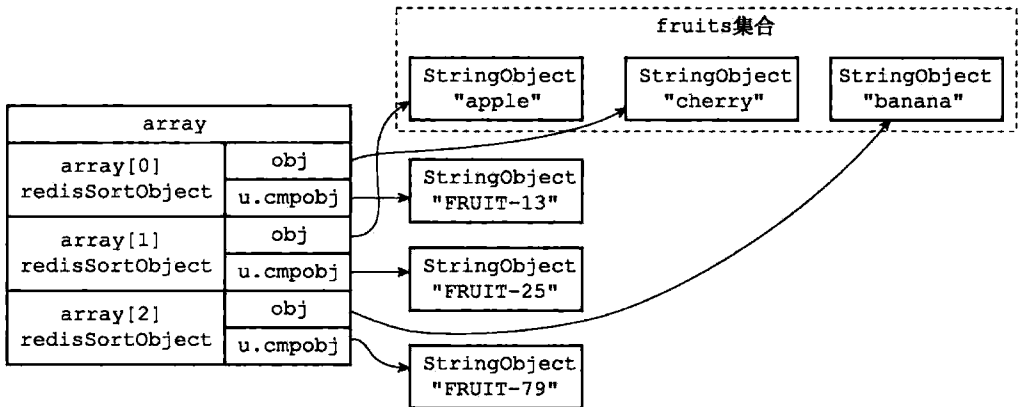 fruits集合
StringObject
"apple"
StringObject
"cherry"
StringObject
"banana"
array
array[0]
redisSortObject
obj
u.cmpobj
StringObject
"FRUIT-13"
array[1]
redisSortObject
obj
u.cmpobj
StringObject
"FRUIT-25"
array[2]
redisSortObject
obj
u.cmpobj
StringObject
"FRUIT-79"